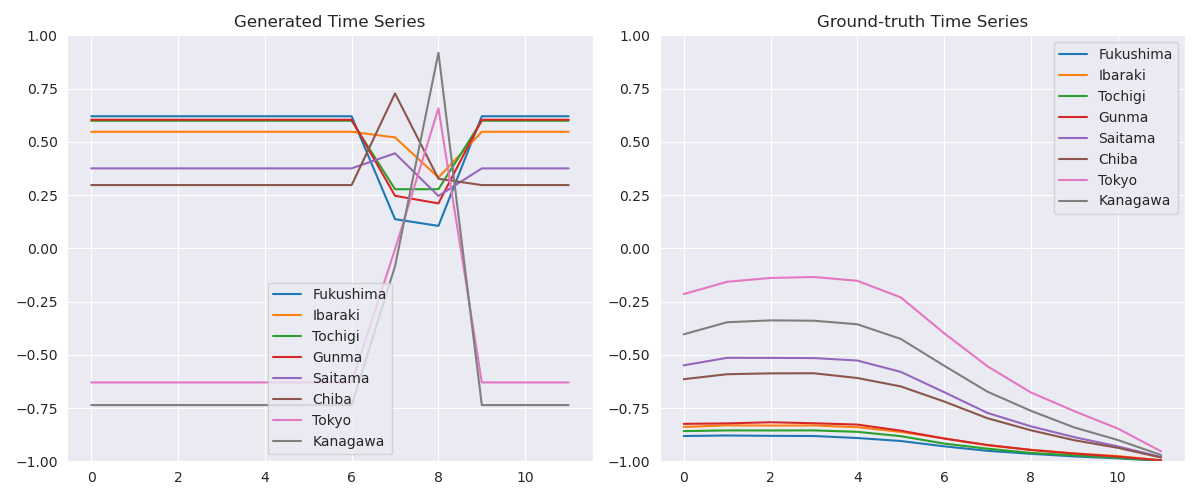 Generated Time Series
1.00
0.75
0.50
0.25
0.00
−0.25
−0.50
−0.75
−1.00
0 2 4 6 8 10
Fukushima
Ibaraki
Tochigi
Gunma
Saitama
Chiba
Tokyo
Kanagawa
Ground-truth Time Series
1.00
0.75
0.50
0.25
0.00
−0.25
−0.50
−0.75
−1.00
0 2 4 6 8 10
Fukushima
Ibaraki
Tochigi
Gunma
Saitama
Chiba
Tokyo
Kanagawa